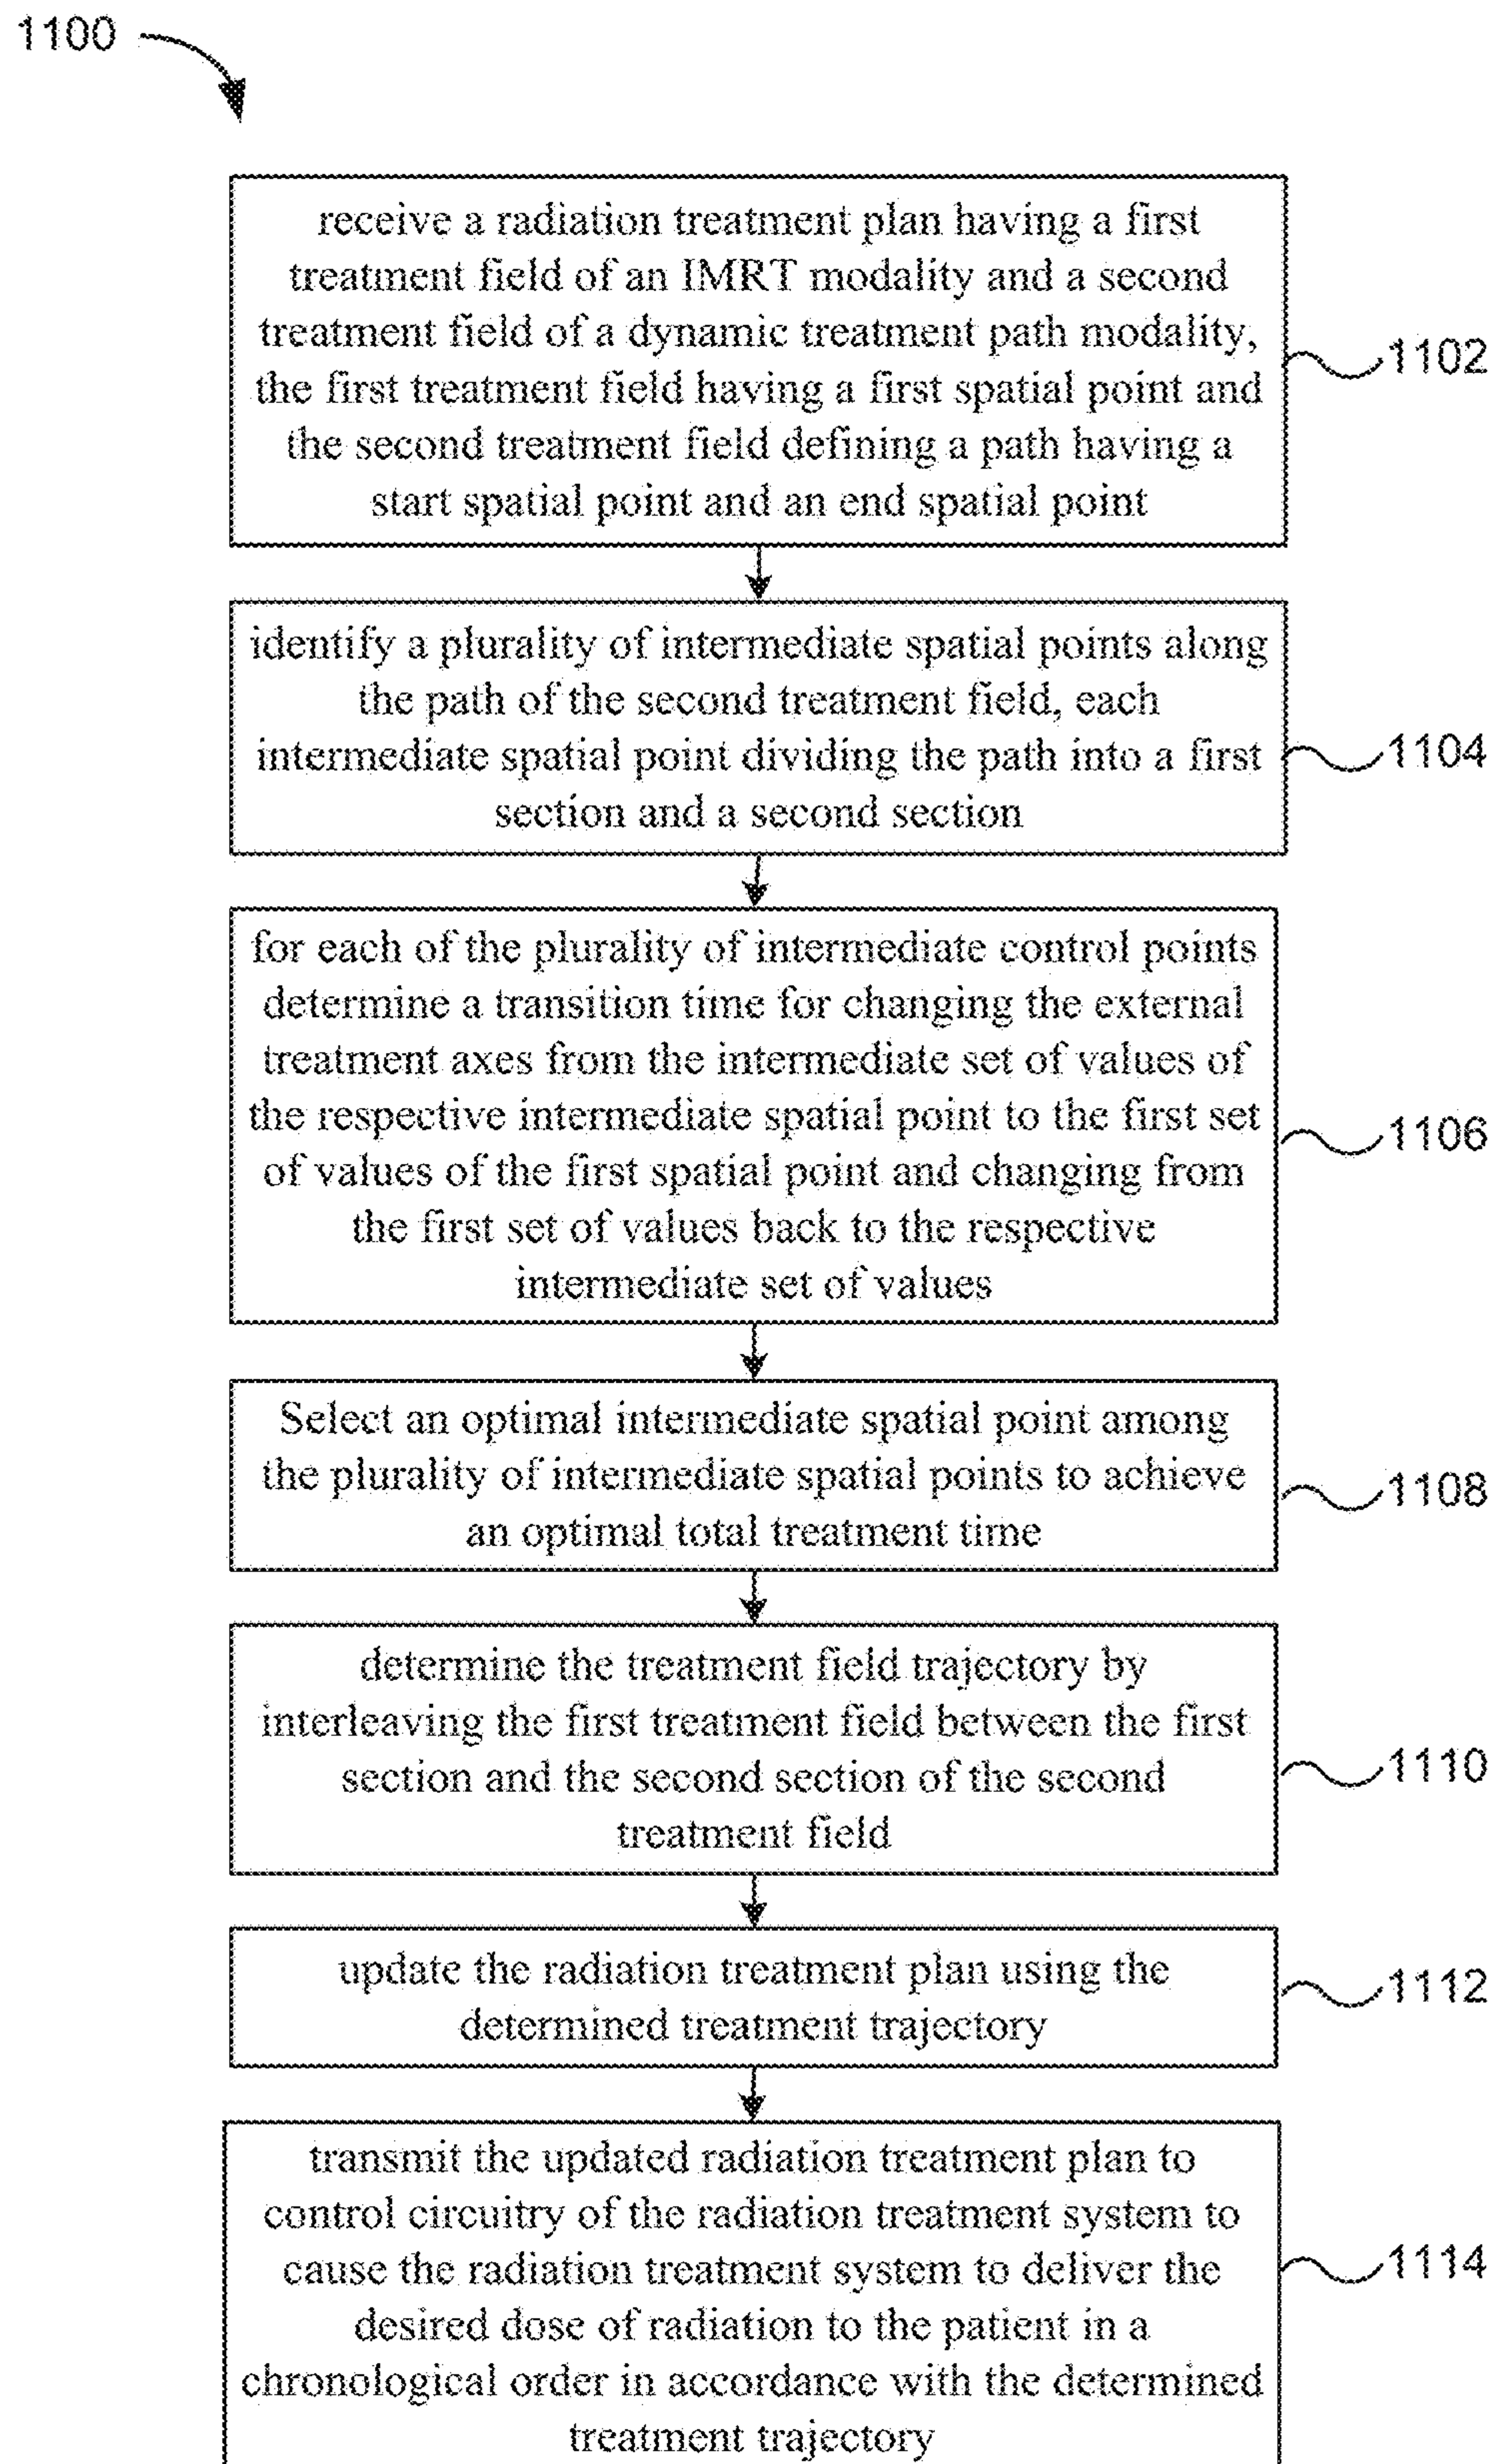 1100
receive a radiation treatment plan having a first
treatment field of an IMRT modality and a second
treatment field of a dynamic treatment path modality,
the first treatment field having a first spatial point and
the second treatment field defining a path having a
start spatial point and an end spatial point
1102
identify a plurality of intermediate spatial points along
the path of the second treatment field, each
intermediate spatial point dividing the path into a first
section and a second section
1104
for each of the plurality of intermediate control points
determine a transition time for changing the external
treatment axes from the intermediate set of values of
the respective intermediate spatial point to the first set
of values of the first spatial point and changing from
the first set of values back to the respective
intermediate set of values
1106
Select an optimal intermediate spatial point among
the plurality of intermediate spatial points to achieve
an optimal total treatment time
1108
determine the treatment field trajectory by
interleaving the first treatment field between the first
section and the second section of the second
treatment field
1110
update the radiation treatment plan using the
determined treatment trajectory
1112
transmit the updated radiation treatment plan to
control circuitry of the radiation treatment system to
cause the radiation treatment system to deliver the
desired dose of radiation to the patient in a
chronological order in accordance with the determined
treatment trajectory
1114